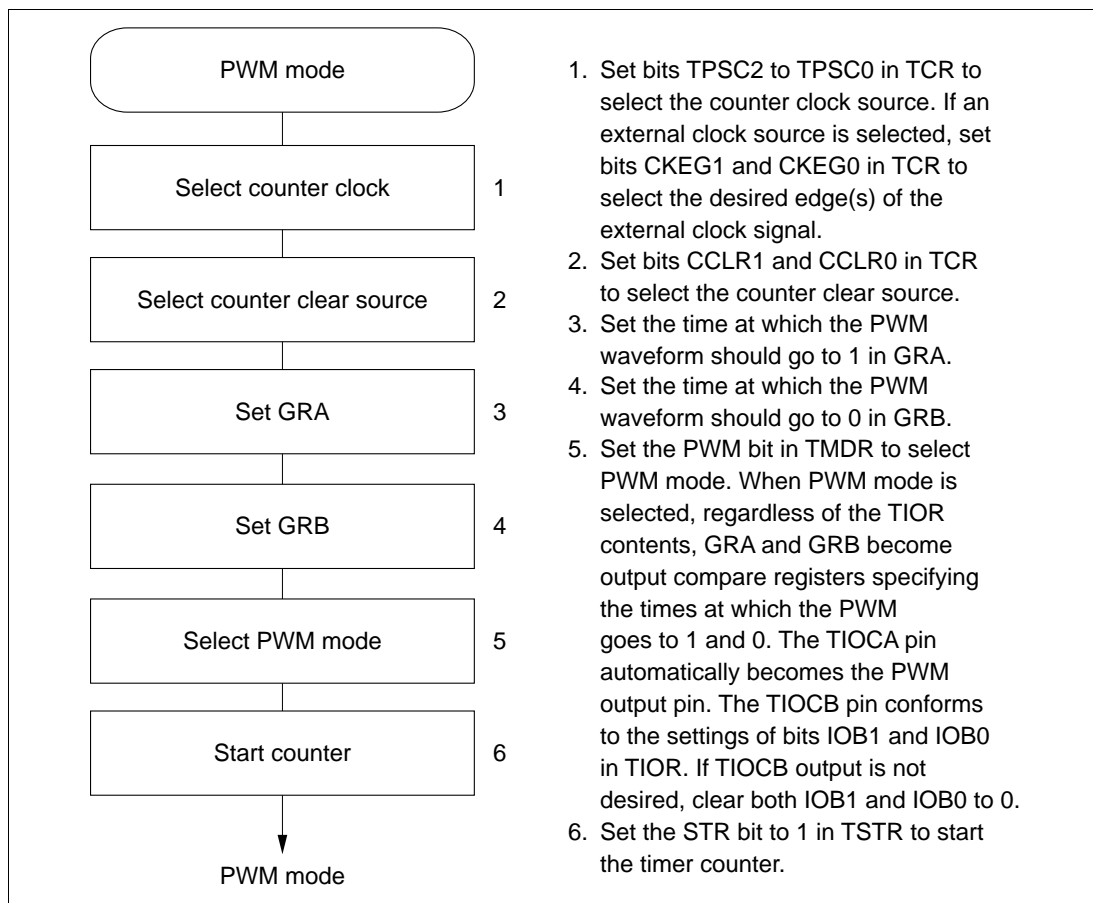 PWM mode
Select counter clock 1
Select counter clear source 2
Set GRA 3
Set GRB 4
Select PWM mode 5
Start counter 6
PWM mode
1. Set bits TPSC2 to TPSC0 in TCR to
select the counter clock source. If an
external clock source is selected, set
bits CKEG1 and CKEG0 in TCR to
select the desired edge(s) of the
external clock signal.
2. Set bits CCLR1 and CCLR0 in TCR
to select the counter clear source.
3. Set the time at which the PWM
waveform should go to 1 in GRA.
4. Set the time at which the PWM
waveform should go to 0 in GRB.
5. Set the PWM bit in TMDR to select
PWM mode. When PWM mode is
selected, regardless of the TIOR
contents, GRA and GRB become
output compare registers specifying
the times at which the PWM
goes to 1 and 0. The TIOCA pin
automatically becomes the PWM
output pin. The TIOCB pin conforms
to the settings of bits IOB1 and IOB0
in TIOR. If TIOCB output is not
desired, clear both IOB1 and IOB0 to 0.
6. Set the STR bit to 1 in TSTR to start
the timer counter.